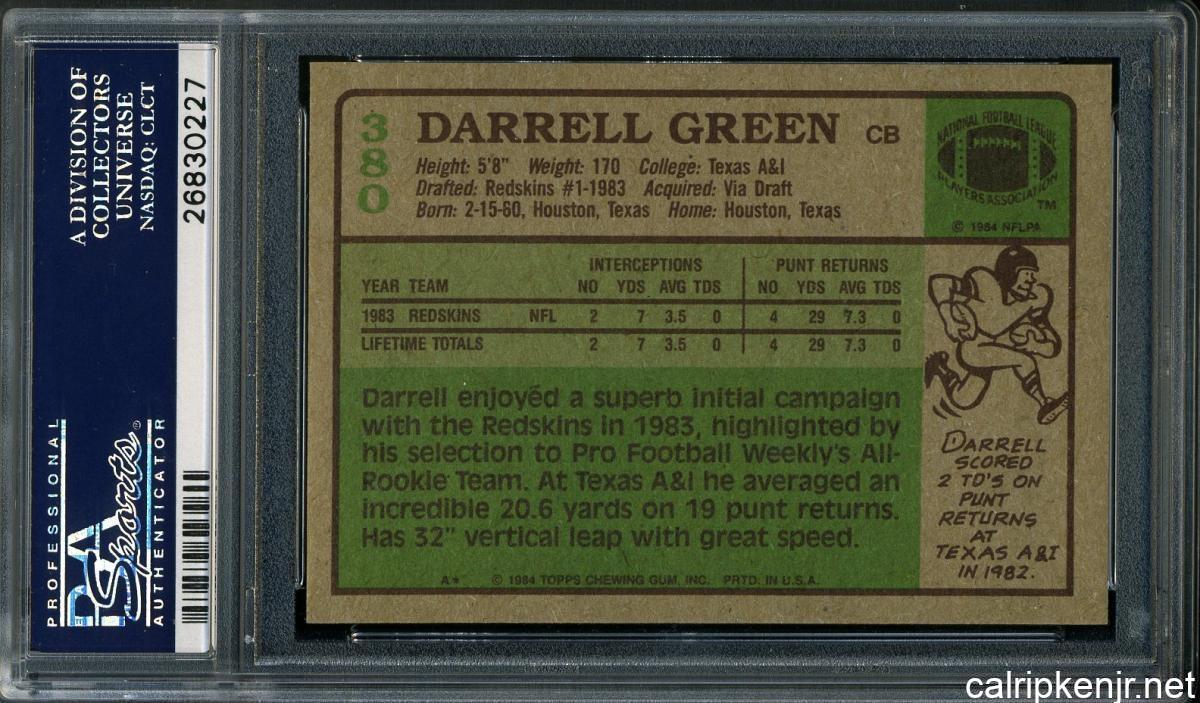 A DIVISION OF
COLLECTORS
UNIVERSE
NASDAQ: CLCT
26830227
PROFESSIONAL
PSA
Sports®
AUTHENTICATOR
380
DARRELL GREEN CB
Height: 5'8" Weight: 170 College: Texas A&I
Drafted: Redskins #1-1983 Acquired: Via Draft
Born: 2-15-60, Houston, Texas Home: Houston, Texas
NATIONAL FOOTBALL LEAGUE
PLAYERS ASSOCIATION
TM
© 1984 NFLPA
INTERCEPTIONS PUNT RETURNS
YEAR TEAM NO YDS AVG TDS NO YDS AVG TDS
1983 REDSKINS NFL 2 7 3.5 0 4 29 7.3 0
LIFETIME TOTALS 2 7 3.5 0 4 29 7.3 0
Darrell enjoyed a superb initial campaign
with the Redskins in 1983, highlighted by
his selection to Pro Football Weekly's All-
Rookie Team. At Texas A&I he averaged an
incredible 20.6 yards on 19 punt returns.
Has 32" vertical leap with great speed.
DARRELL
SCORED
2 TD'S ON
PUNT
RETURNS
AT
TEXAS A&I
IN 1982.
A* © 1984 TOPPS CHEWING GUM, INC. PRTD. IN U.S.A.
calripkenjr.net